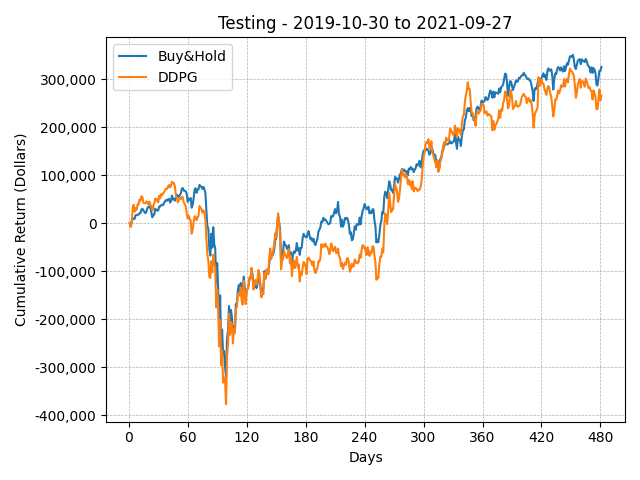 Testing - 2019-10-30 to 2021-09-27
Buy&Hold
DDPG
Cumulative Return (Dollars)
300,000
200,000
100,000
0
-100,000
-200,000
-300,000
-400,000
0 60 120 180 240 300 360 420 480
Days